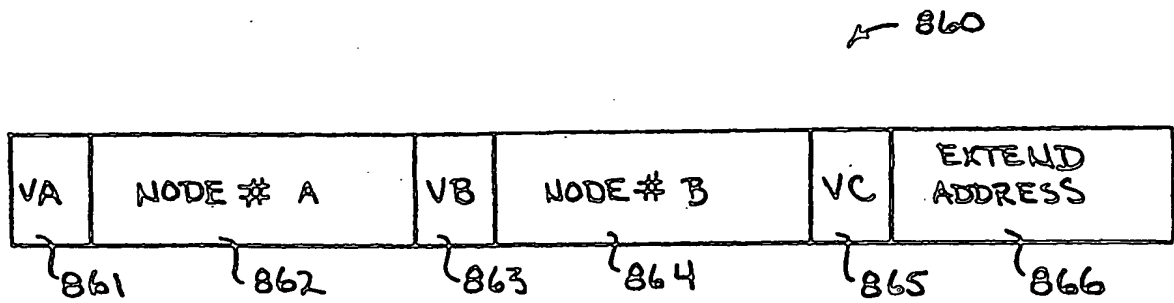 860
VA NODE # A VB NODE # B VC EXTEND
ADDRESS
861 862 863 864 865 866